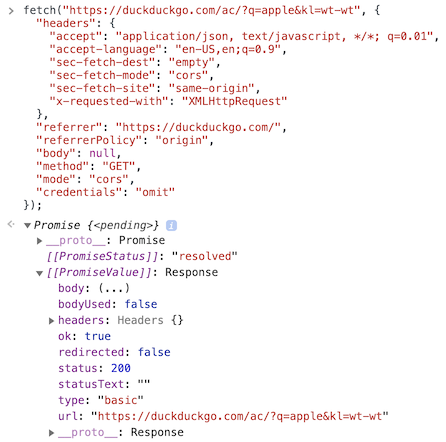 fetch("https://duckduckgo.com/ac/?q=apple&kl=wt-wt", {
"headers": {
"accept": "application/json, text/javascript, */*; q=0.01",
"accept-language": "en-US,en;q=0.9",
"sec-fetch-dest": "empty",
"sec-fetch-mode": "cors",
"sec-fetch-site": "same-origin",
"x-requested-with": "XMLHttpRequest"
},
"referrer": "https://duckduckgo.com/",
"referrerPolicy": "origin",
"body": null,
"method": "GET",
"mode": "cors",
"credentials": "omit"
});
Promise {<pending>} i
__proto__: Promise
[[PromiseStatus]]: "resolved"
[[PromiseValue]]: Response
body: (...)
bodyUsed: false
headers: Headers {}
ok: true
redirected: false
status: 200
statusText: ""
type: "basic"
url: "https://duckduckgo.com/ac/?q=apple&kl=wt-wt"
__proto__: Response